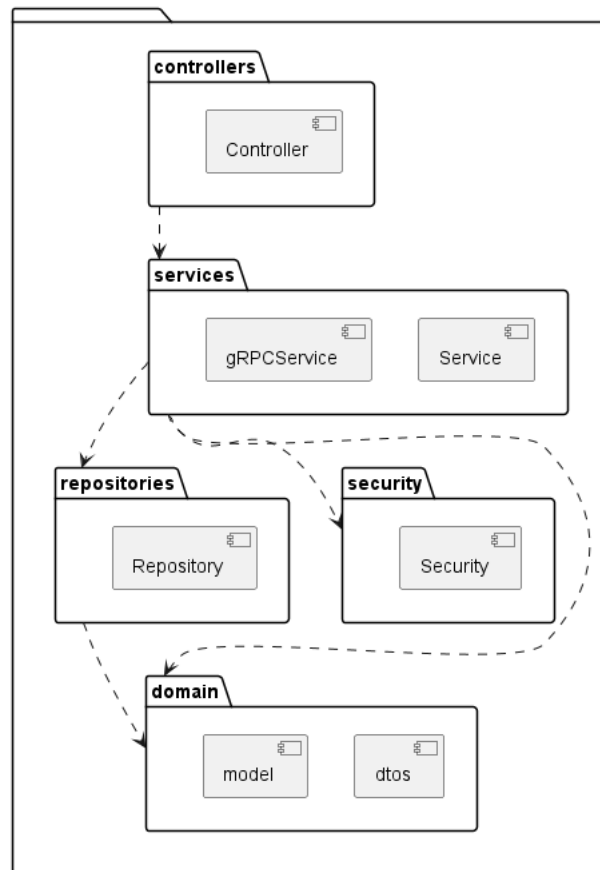 controllers
Controller
services
gRPCService
Service
repositories
security
Repository
Security
domain
model
dtos